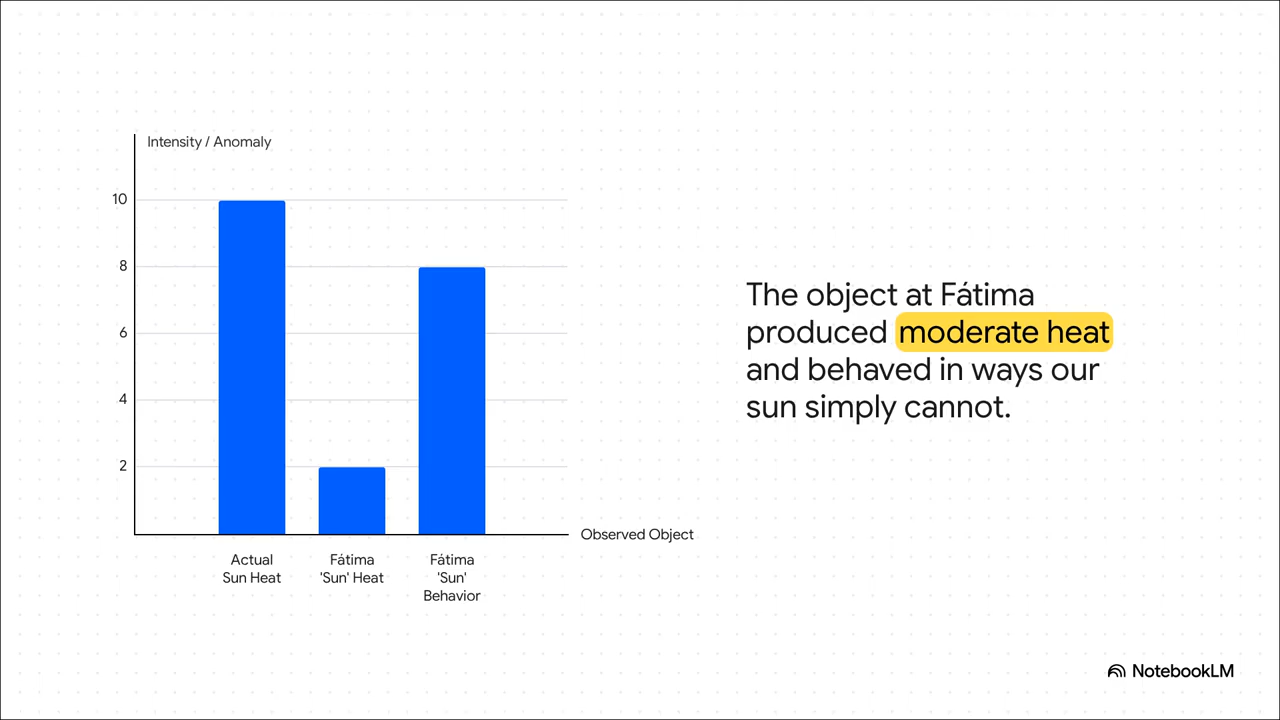 Intensity / Anomaly
10
8
6
4
2
Observed Object
Actual
Sun Heat
Fátima
'Sun' Heat
Fátima
'Sun'
Behavior
The object at Fátima
produced moderate heat
and behaved in ways our
sun simply cannot.
NotebookLM